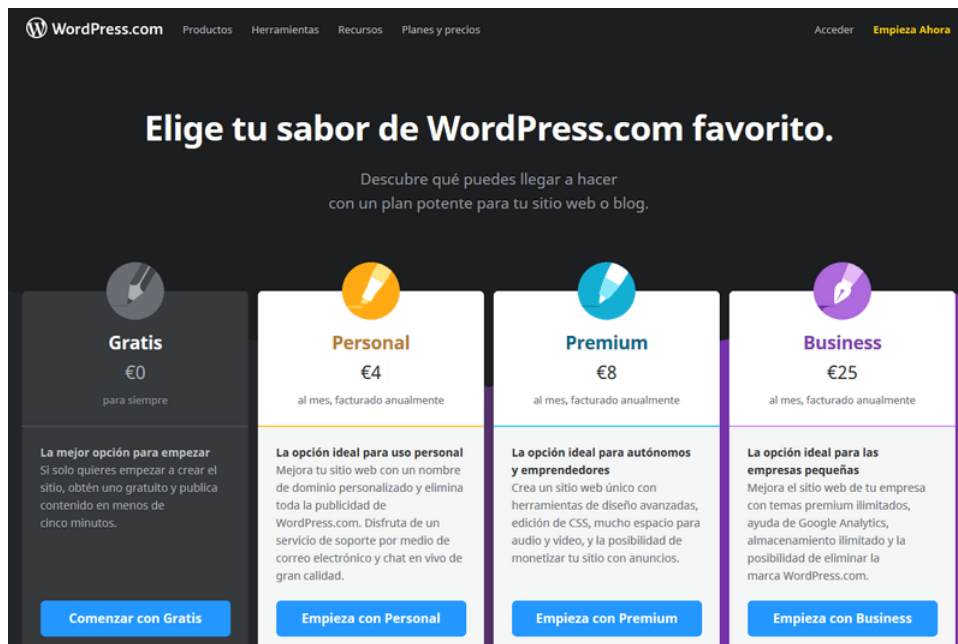 WordPress.com Productos Herramientas Recursos Planes y precios Acceder Empieza Ahora
Elige tu sabor de WordPress.com favorito.
Descubre qué puedes llegar a hacer
con un plan potente para tu sitio web o blog.
Gratis
€0
para siempre
La mejor opción para empezar
Si solo quieres empezar a crear el
sitio, obtén uno gratuito y publica
contenido en menos de
cinco minutos.
Comenzar con Gratis
Personal
€4
al mes, facturado anualmente
La opción ideal para uso personal
Mejora tu sitio web con un nombre
de dominio personalizado y elimina
toda la publicidad de
WordPress.com. Disfruta de un
servicio de soporte por medio de
correo electrónico y chat en vivo de
gran calidad.
Empieza con Personal
Premium
€8
al mes, facturado anualmente
La opción ideal para autónomos
y emprendedores
Crea un sitio web único con
herramientas de diseño avanzadas,
edición de CSS, mucho espacio para
audio y video, y la posibilidad de
monetizar tu sitio con anuncios.
Empieza con Premium
Business
€25
al mes, facturado anualmente
La opción ideal para las
empresas pequeñas
Mejora el sitio web de tu empresa
con temas premium ilimitados,
ayuda de Google Analytics,
almacenamiento ilimitado y la
posibilidad de eliminar la
marca WordPress.com.
Empieza con Business